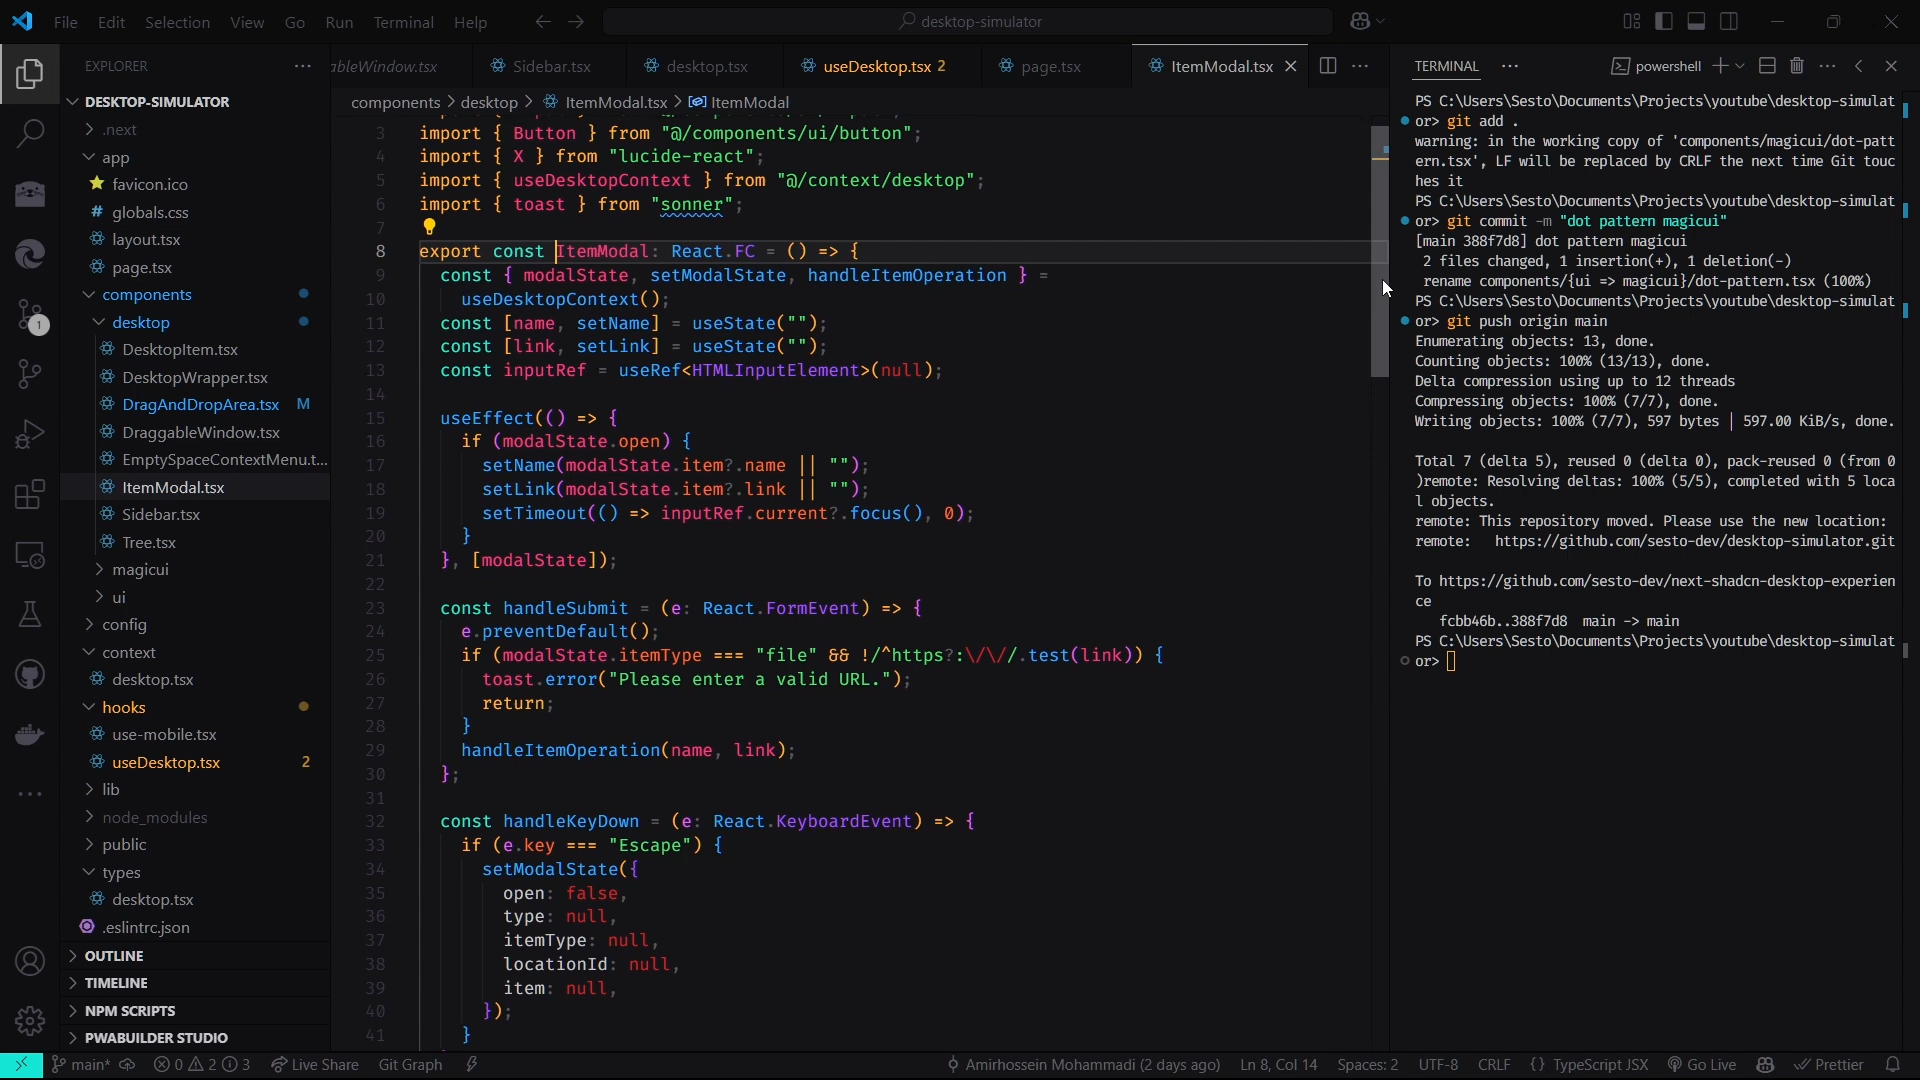 File Edit Selection View Go Run Terminal Help
desktop-simulator
EXPLORER
DESKTOP-SIMULATOR
.next
app
favicon.ico
# globals.css
layout.tsx
page.tsx
components
desktop
DesktopItem.tsx
DesktopWrapper.tsx
DragAndDropArea.tsx M
DraggableWindow.tsx
EmptySpaceContextMenu.t...
ItemModal.tsx
Sidebar.tsx
Tree.tsx
magicui
ui
config
context
desktop.tsx
hooks
use-mobile.tsx
useDesktop.tsx 2
lib
node_modules
public
types
desktop.tsx
.eslintrc.json
OUTLINE
TIMELINE
NPM SCRIPTS
PWABUILDER STUDIO
1
ableWindow.tsx Sidebar.tsx desktop.tsx useDesktop.tsx 2 page.tsx ItemModal.tsx
components > desktop > ItemModal.tsx > ItemModal
3 import { Button } from "@/components/ui/button";
4 import { X } from "lucide-react";
5 import { useDesktopContext } from "@/context/desktop";
6 import { toast } from "sonner";
7
8 export const ItemModal: React.FC = () => {
9 const { modalState, setModalState, handleItemOperation } =
10 useDesktopContext();
11 const [name, setName] = useState("");
12 const [link, setLink] = useState("");
13 const inputRef = useRef<HTMLInputElement>(null);
14
15 useEffect(() => {
16 if (modalState.open) {
17 setName(modalState.item?.name || "");
18 setLink(modalState.item?.link || "");
19 setTimeout(() => inputRef.current?.focus(), 0);
20 }
21 }, [modalState]);
22
23 const handleSubmit = (e: React.FormEvent) => {
24 e.preventDefault();
25 if (modalState.itemType === "file" && !/^https?:\/\//.test(link)) {
26 toast.error("Please enter a valid URL.");
27 return;
28 }
29 handleItemOperation(name, link);
30 };
31
32 const handleKeyDown = (e: React.KeyboardEvent) => {
33 if (e.key === "Escape") {
34 setModalState({
35 open: false,
36 type: null,
37 itemType: null,
38 locationId: null,
39 item: null,
40 });
41 }
TERMINAL
powershell
PS C:\Users\Sesto\Documents\Projects\youtube\desktop-simulat
or> git add .
warning: in the working copy of 'components/magicui/dot-patt
ern.tsx', LF will be replaced by CRLF the next time Git touc
hes it
PS C:\Users\Sesto\Documents\Projects\youtube\desktop-simulat
or> git commit -m "dot pattern magicui"
[main 388f7d8] dot pattern magicui
2 files changed, 1 insertion(+), 1 deletion(-)
rename components/{ui => magicui}/dot-pattern.tsx (100%)
PS C:\Users\Sesto\Documents\Projects\youtube\desktop-simulat
or> git push origin main
Enumerating objects: 13, done.
Counting objects: 100% (13/13), done.
Delta compression using up to 12 threads
Compressing objects: 100% (7/7), done.
Writing objects: 100% (7/7), 597 bytes | 597.00 KiB/s, done.
Total 7 (delta 5), reused 0 (delta 0), pack-reused 0 (from 0
)remote: Resolving deltas: 100% (5/5), completed with 5 loca
l objects.
remote: This repository moved. Please use the new location:
remote: https://github.com/sesto-dev/desktop-simulator.git
To https://github.com/sesto-dev/next-shadcn-desktop-experien
ce
fcbb46b..388f7d8 main -> main
PS C:\Users\Sesto\Documents\Projects\youtube\desktop-simulat
or>
main* 0 2 3 Live Share Git Graph Amirhossein Mohammadi (2 days ago) Ln 8, Col 14 Spaces: 2 UTF-8 CRLF {} TypeScript JSX Go Live Prettier